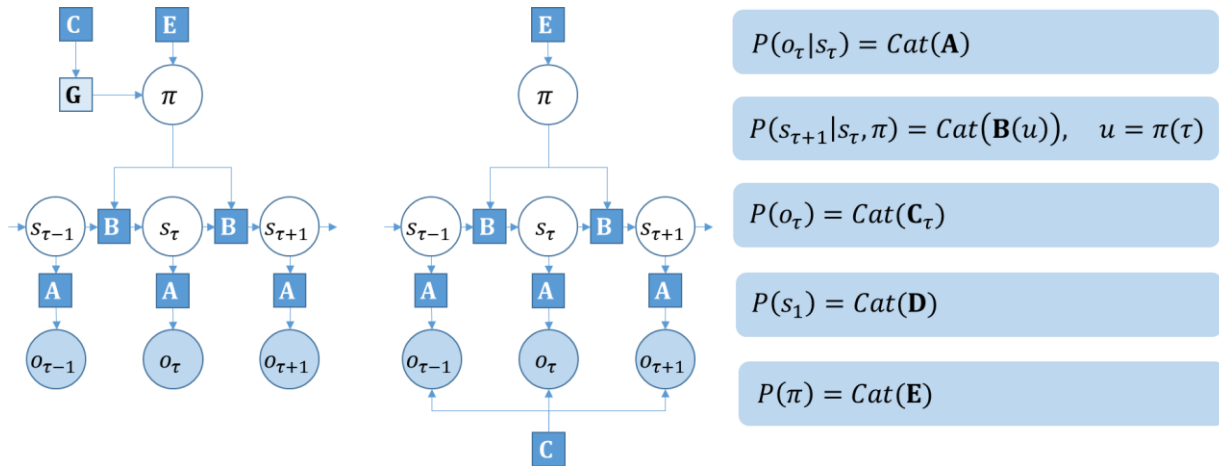 C E
G π
B B
s_{τ−1} s_τ s_{τ+1}
A A A
o_{τ−1} o_τ o_{τ+1}
E
π
B B
s_{τ−1} s_τ s_{τ+1}
A A A
o_{τ−1} o_τ o_{τ+1}
C
P(o_τ|s_τ) = Cat(A)
P(s_{τ+1}|s_τ, π) = Cat(B(u)), u = π(τ)
P(o_τ) = Cat(C_τ)
P(s_1) = Cat(D)
P(π) = Cat(E)